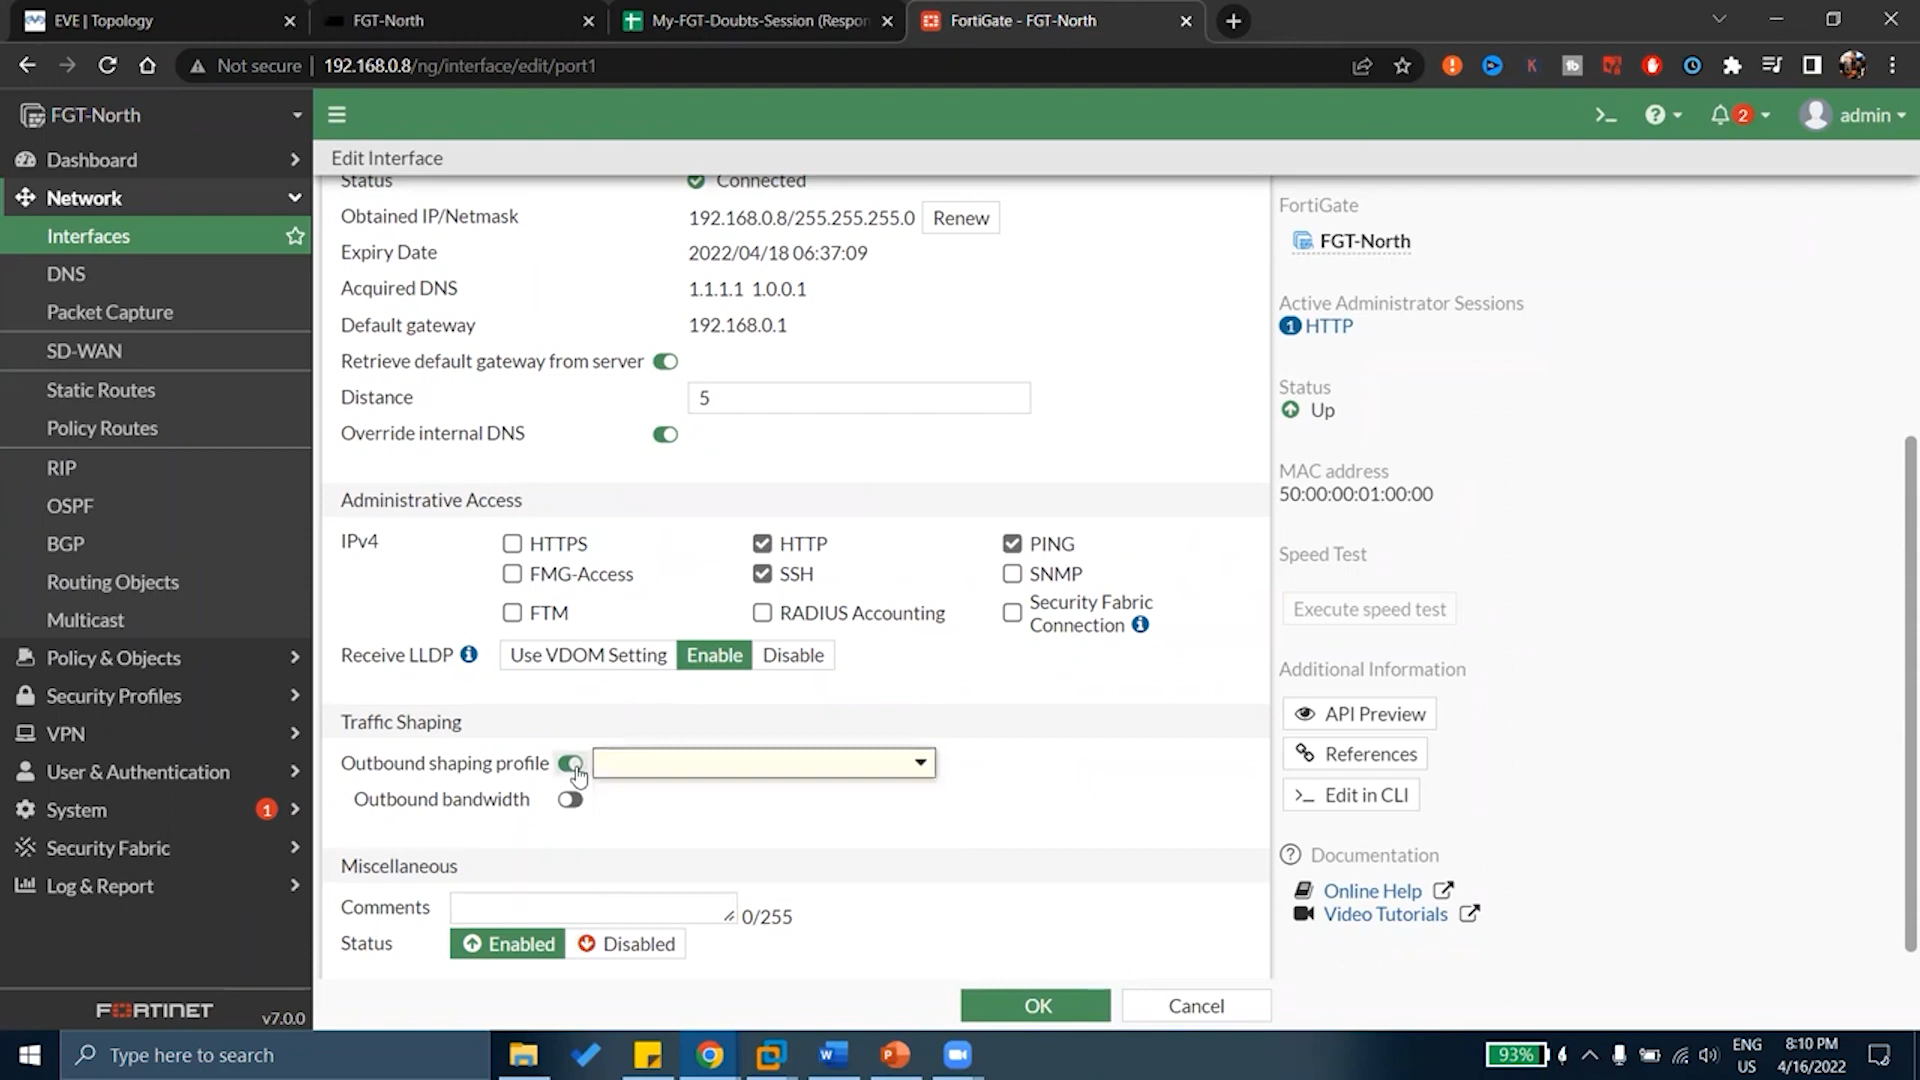 EVE | Topology
FGT-North
My-FGT-Doubts-Session (Respon
FortiGate - FGT-North
Not secure | 192.168.0.8/ng/interface/edit/port1
FGT-North
2
admin
Dashboard
Network
Interfaces
DNS
Packet Capture
SD-WAN
Static Routes
Policy Routes
RIP
OSPF
BGP
Routing Objects
Multicast
Policy & Objects
Security Profiles
VPN
User & Authentication
System 1
Security Fabric
Log & Report
FORTINET v7.0.0
Edit Interface
Status Connected
Obtained IP/Netmask 192.168.0.8/255.255.255.0 Renew
Expiry Date 2022/04/18 06:37:09
Acquired DNS 1.1.1.1 1.0.0.1
Default gateway 192.168.0.1
Retrieve default gateway from server
Distance 5
Override internal DNS
Administrative Access
IPv4 HTTPS HTTP PING
FMG-Access SSH SNMP
FTM RADIUS Accounting Security Fabric
Connection
Receive LLDP Use VDOM Setting Enable Disable
Traffic Shaping
Outbound shaping profile
Outbound bandwidth
Miscellaneous
Comments 0/255
Status Enabled Disabled
OK Cancel
FortiGate
FGT-North
Active Administrator Sessions
1 HTTP
Status
Up
MAC address
50:00:00:01:00:00
Speed Test
Execute speed test
Additional Information
API Preview
References
>_ Edit in CLI
Documentation
Online Help
Video Tutorials
Type here to search
93%
ENG
US
8:10 PM
4/16/2022